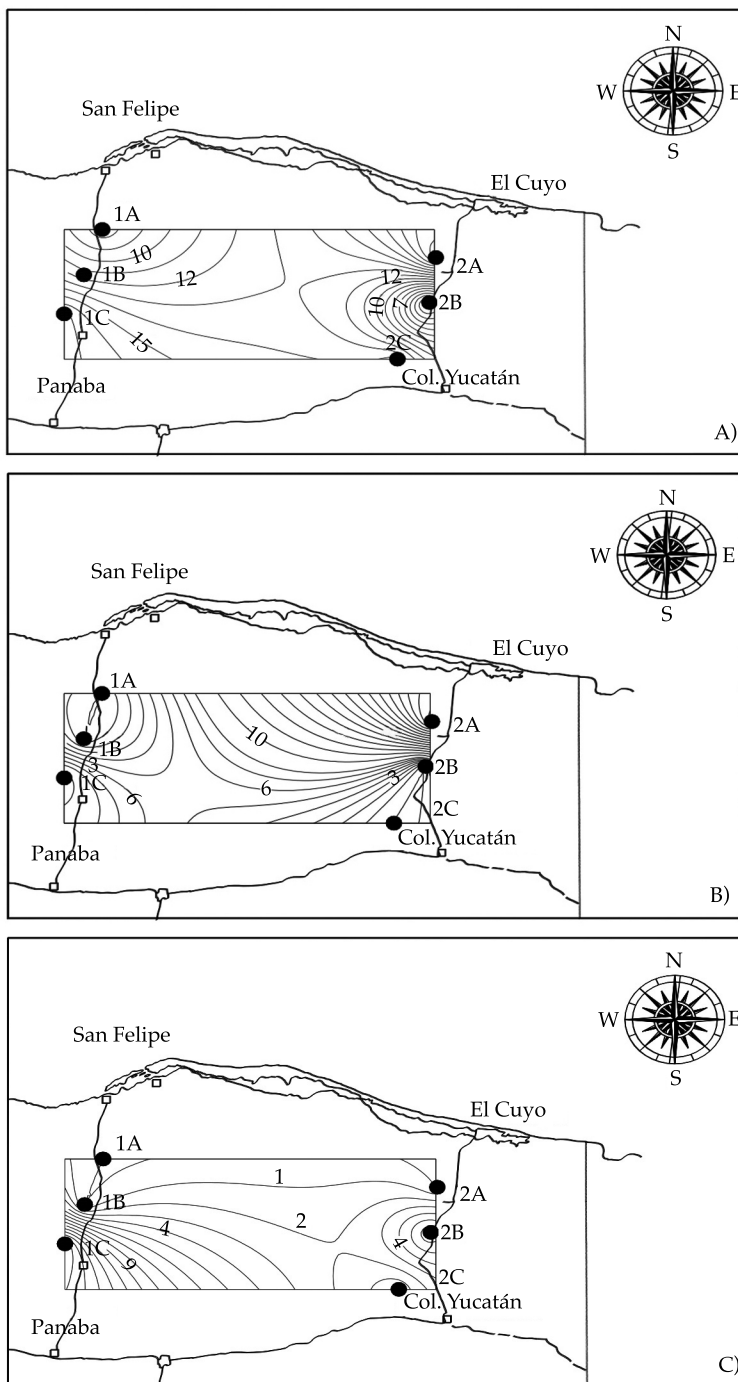 N
W E
S
San Felipe
El Cuyo
1A
10
12
1B
12
2A
10
7
2B
1C
15
2C
Panaba
Col. Yucatán
A)
N
W E
S
San Felipe
El Cuyo
1A
10
2A
1B
3
2B
1C
6
6
3
2C
Panaba
Col. Yucatán
B)
N
W E
S
San Felipe
El Cuyo
1A
1
2A
1B
2
4
4
2B
1C
9
2C
Col. Yucatán
Panaba
C)